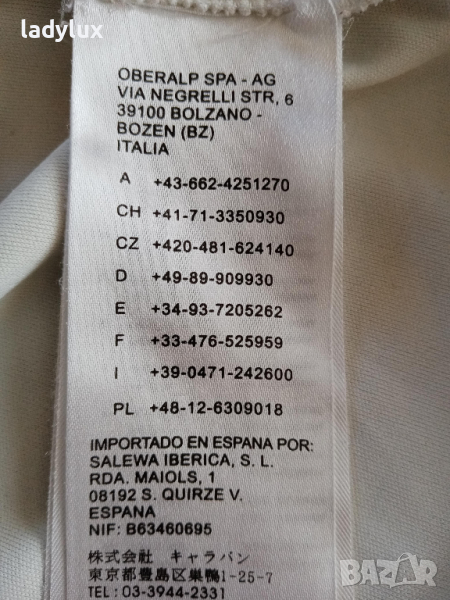 ladylux
OBERALP SPA - AG
VIA NEGRELLI STR, 6
39100 BOLZANO -
BOZEN (BZ)
ITALIA
A +43-662-4251270
CH +41-71-3350930
CZ +420-481-624140
D +49-89-909930
E +34-93-7205262
F +33-476-525959
I +39-0471-242600
PL +48-12-6309018
IMPORTADO EN ESPANA POR:
SALEWA IBERICA, S. L.
RDA. MAIOLS, 1
08192 S. QUIRZE V.
ESPANA
NIF: B63460695
株式会社 キャラバン
東京都豊島区巣鴨1-25-7
TEL: 03-3944-2331
bazar